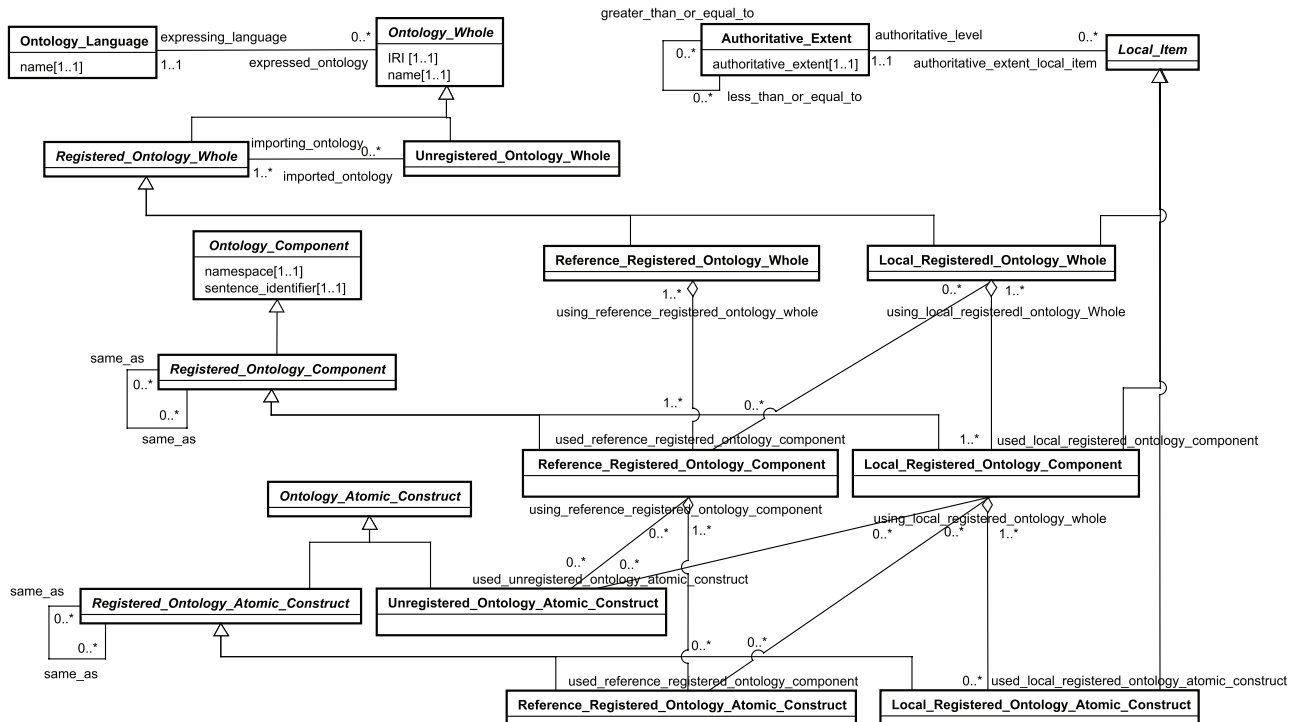 greater_than_or_equal_to
Ontology_Language
name[1..1]
expressing_language
0..*
1..1
expressed_ontology
Ontology_Whole
IRI [1..1]
name[1..1]
0..*
Authoritative_Extent
authoritative_extent[1..1]
authoritative_level
0..*
1..1
authoritative_extent_local_item
Local_Item
0..*
less_than_or_equal_to
Registered_Ontology_Whole
importing_ontology
0..*
1..*
imported_ontology
Unregistered_Ontology_Whole
Ontology_Component
namespace[1..1]
sentence_identifier[1..1]
Reference_Registered_Ontology_Whole
Local_Registeredl_Ontology_Whole
1..*
0..*
1..*
using_reference_registered_ontology_whole
using_local_registeredl_ontology_Whole
same_as
Registered_Ontology_Component
0..*
0..*
same_as
1..*
0..*
used_reference_registered_ontology_component
1..*
used_local_registered_ontology_component
Reference_Registered_Ontology_Component
Local_Registered_Ontology_Component
Ontology_Atomic_Construct
using_reference_registered_ontology_component
using_local_registered_ontology_whole
0..*
1..*
0..*
0..*
1..*
0..*
0..*
used_unregistered_ontology_atomic_construct
same_as
Registered_Ontology_Atomic_Construct
Unregistered_Ontology_Atomic_Construct
0..*
0..*
same_as
0..*
0..*
used_reference_registered_ontology_component
0..*
used_local_registered_ontology_atomic_construct
Reference_Registered_Ontology_Atomic_Construct
Local_Registered_Ontology_Atomic_Construct